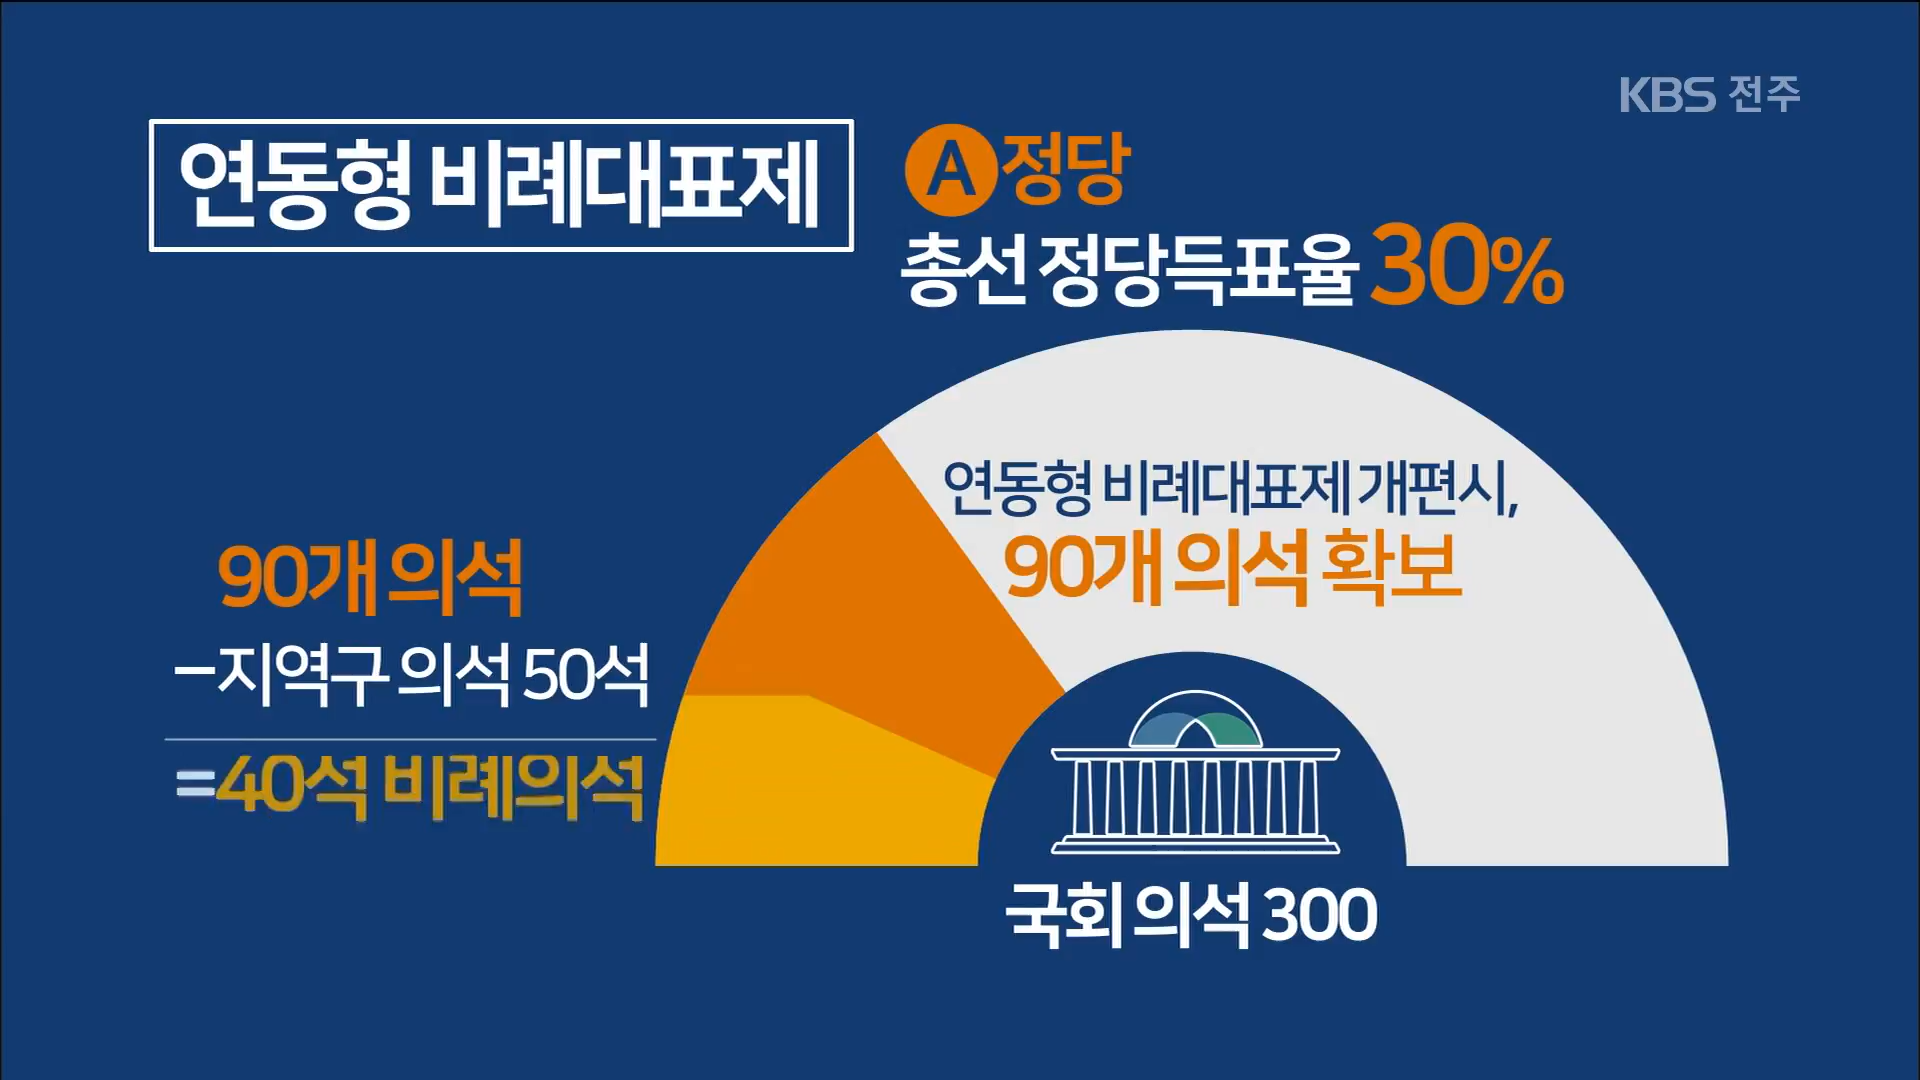 KBS 전주
연동형 비례대표제
A 정당
총선 정당득표율 30%
연동형 비례대표제 개편시,
90개 의석 확보
90개 의석
-지역구 의석 50석
=40석 비례의석
국회 의석 300